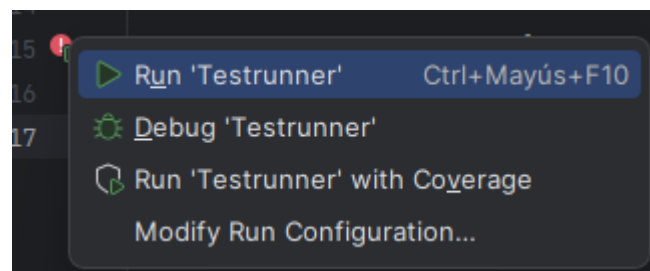 15
Run 'Testrunner' Ctrl+Mayús+F10
16
Debug 'Testrunner'
17
Run 'Testrunner' with Coverage
Modify Run Configuration...